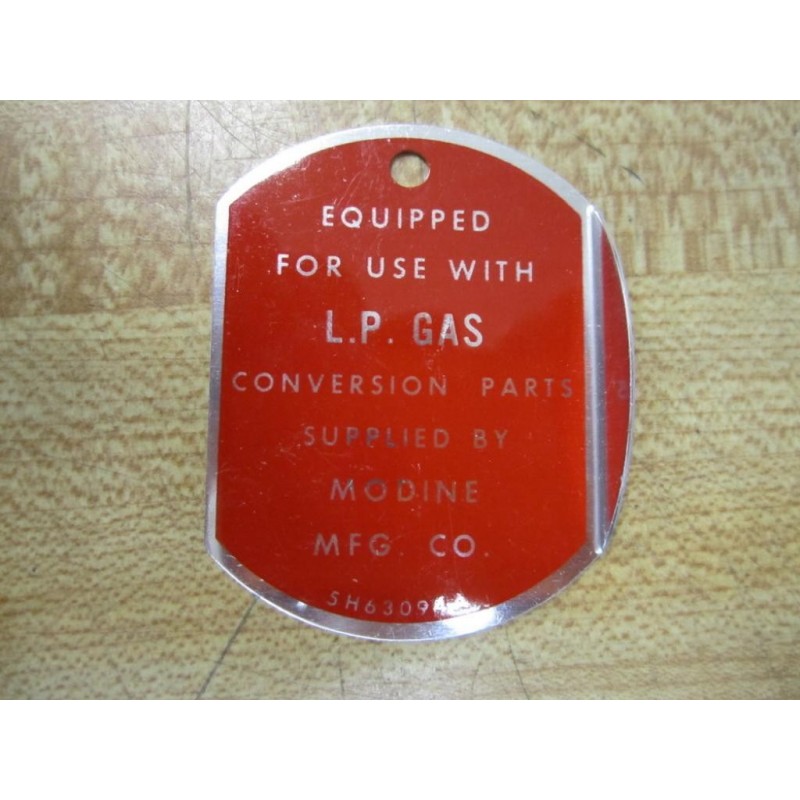 EQUIPPED
FOR USE WITH
L.P. GAS
CONVERSION PARTS
SUPPLIED BY
MODINE
MFG. CO.